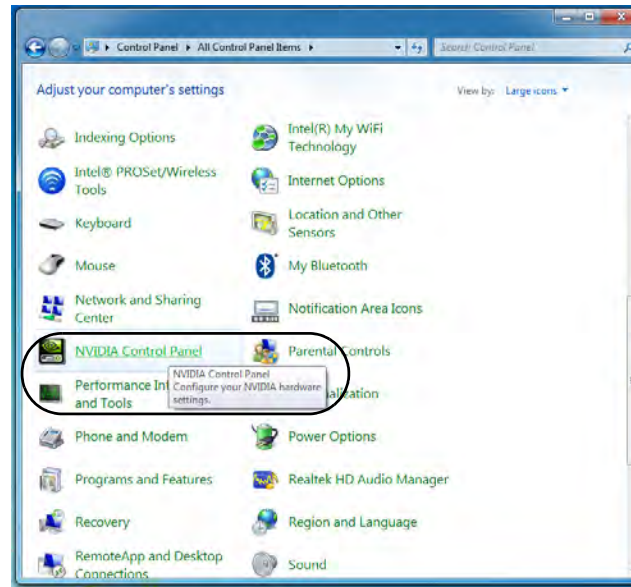 Control Panel All Control Panel Items Search Control Panel
Adjust your computer's settings View by: Large icons
Indexing Options
Intel(R) My WiFi
Technology
Intel® PROSet/Wireless
Tools
Internet Options
Keyboard
Location and Other
Sensors
Mouse
My Bluetooth
Network and Sharing
Center
Notification Area Icons
NVIDIA Control Panel
Parental Controls
NVIDIA Control Panel
Configure your NVIDIA hardware
settings.
Performance In
and Tools
alization
Phone and Modem
Power Options
Programs and Features
Realtek HD Audio Manager
Recovery
Region and Language
RemoteApp and Desktop
Connections
Sound